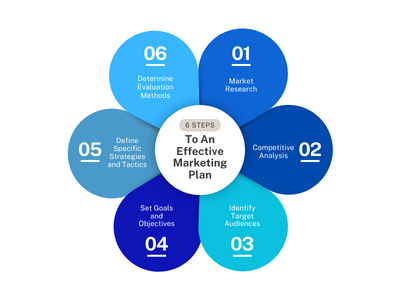 6 STEPS
To An
Effective
Marketing
Plan
01
Market
Research
Competitive
Analysis
02
Identify
Target
Audiences
03
Set Goals
and
Objectives
04
05
Define
Specific
Strategies
and Tactics
06
Determine
Evaluation
Methods